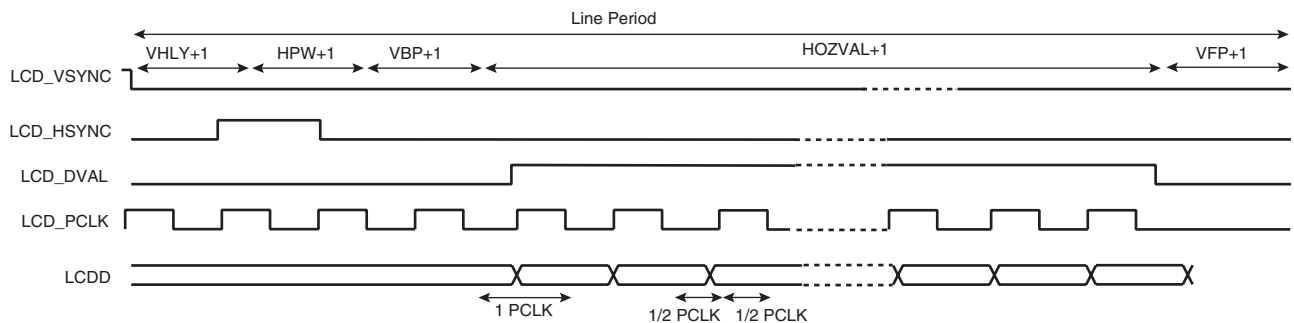 Line Period
VHLY+1 HPW+1 VBP+1 HOZVAL+1 VFP+1
LCD_VSYNC
LCD_HSYNC
LCD_DVAL
LCD_PCLK
LCDD
1 PCLK 1/2 PCLK 1/2 PCLK